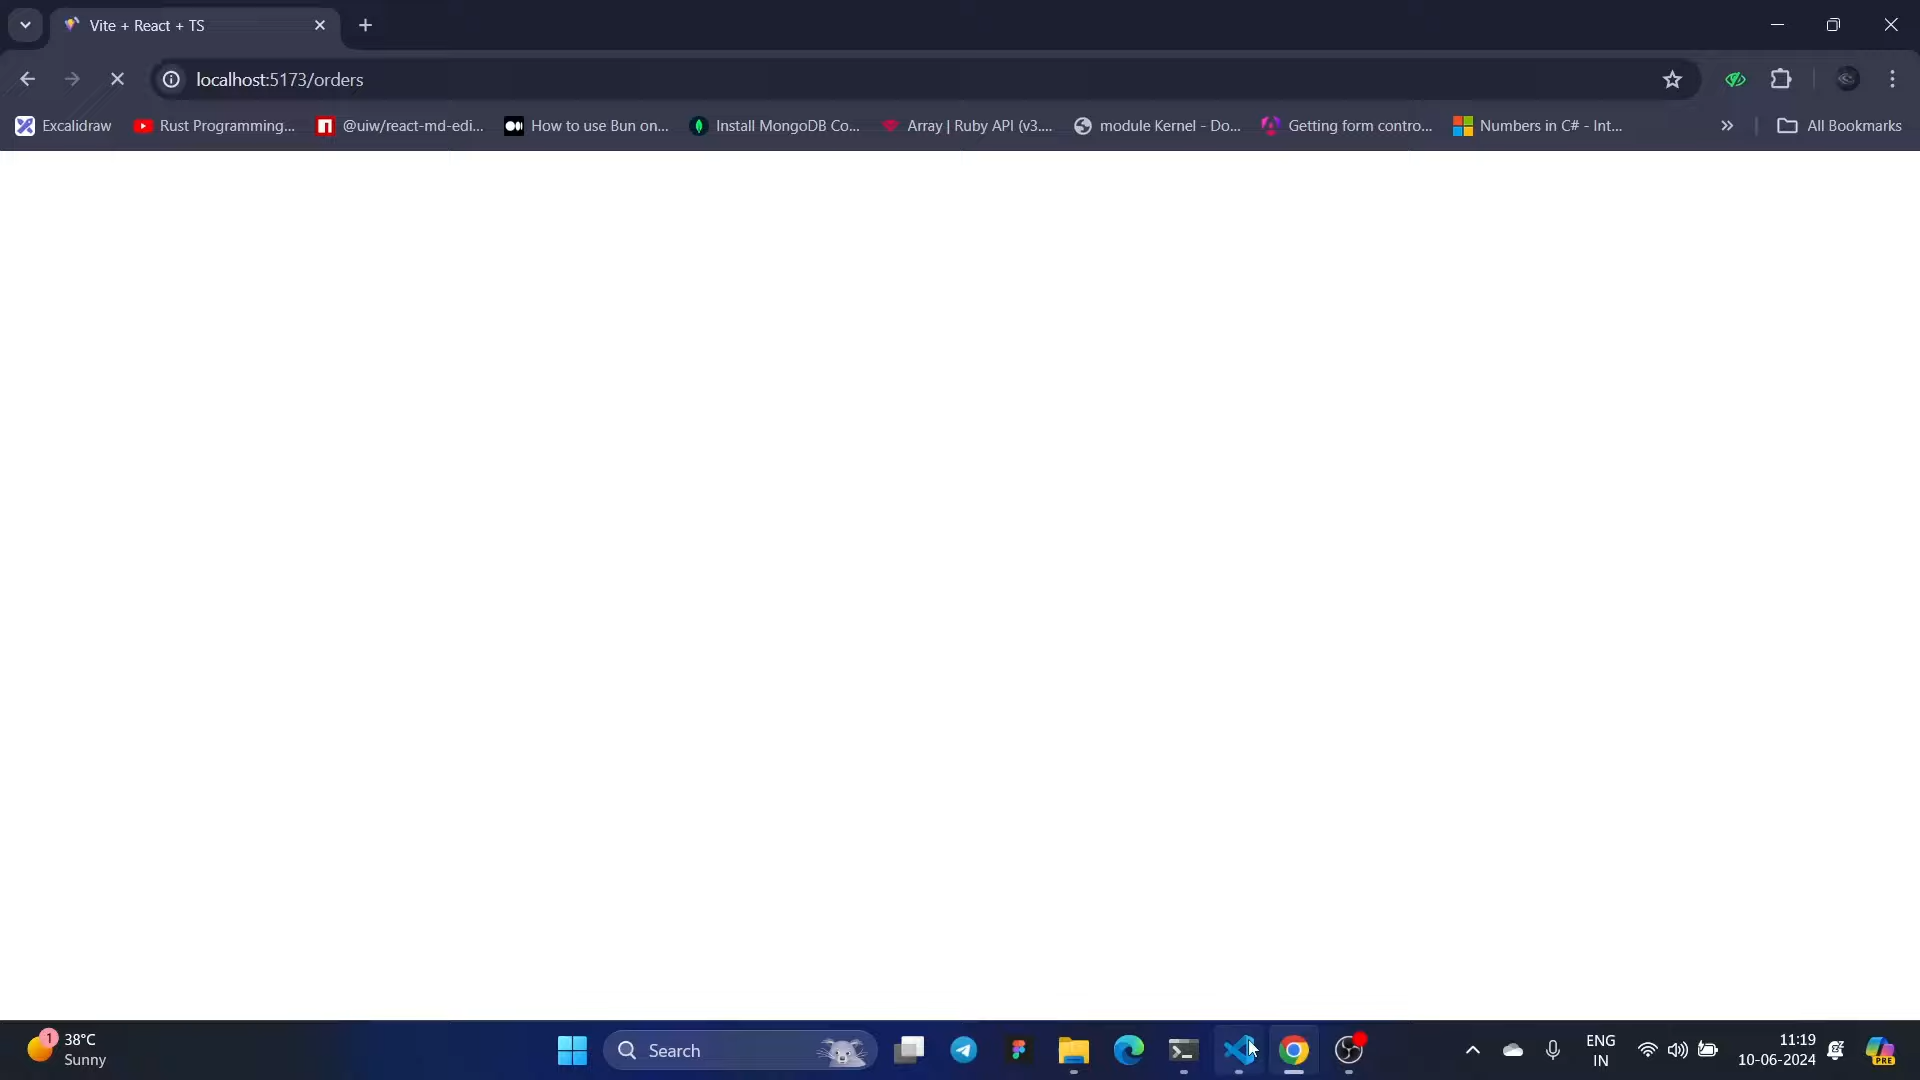 Vite + React + TS
localhost:5173/orders
Excalidraw
Rust Programming...
@uiw/react-md-edi...
How to use Bun on...
Install MongoDB Co...
Array | Ruby API (v3....
module Kernel - Do...
Getting form contro...
Numbers in C# - Int...
All Bookmarks
1
38°C
Sunny
Search
ENG
IN
11:19
10-06-2024
PRE